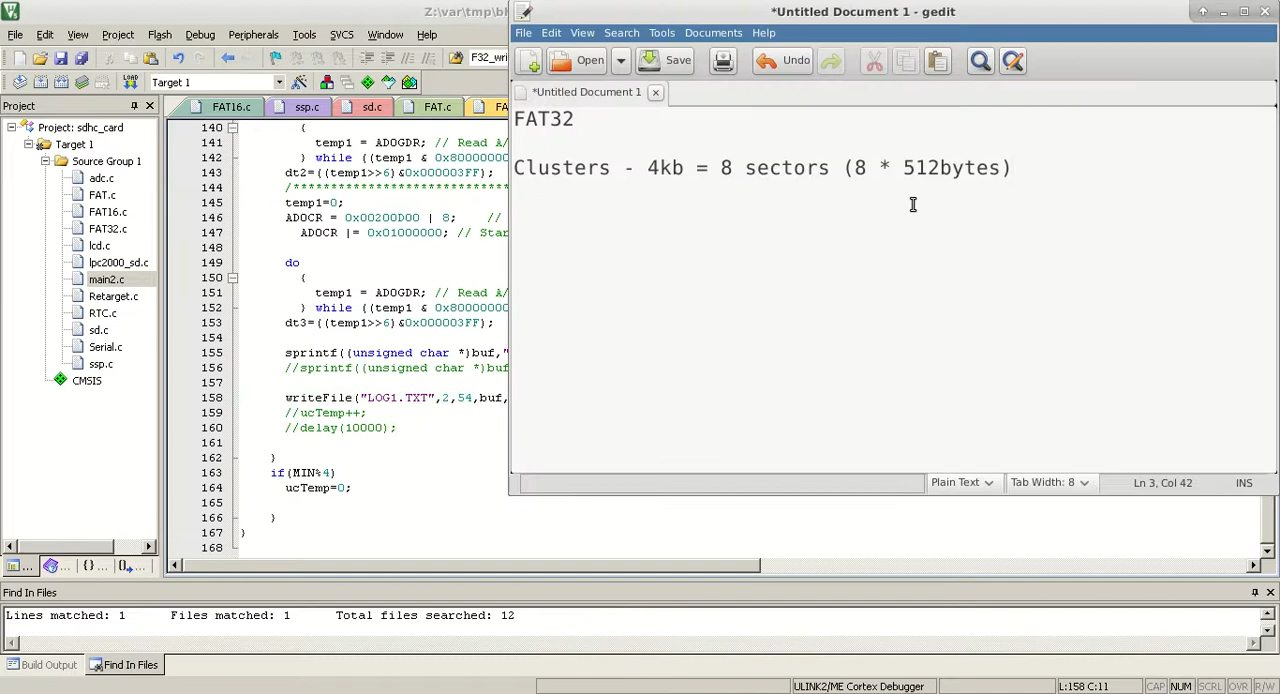 Z:\var\tmp\bl
File Edit View Project Flash Debug Peripherals Tools SVCS Window Help
F32_wri
LOAD
Target 1
Project
Project: sdhc_card
Target 1
Source Group 1
adc.c
FAT.c
FAT16.c
FAT32.c
lcd.c
lpc2000_sd.c
main2.c
Retarget.c
RTC.c
sd.c
Serial.c
ssp.c
CMSIS
FAT16.c ssp.c sd.c FAT.c FA
140 {
141 temp1 = AD0GDR; // Read A/
142 } while ((temp1 & 0x80000000
143 dt2=((temp1>>6)&0x000003FF);
144 /*******************************
145 temp1=0;
146 AD0CR = 0x00200D00 | 8; //
147 AD0CR |= 0x01000000; // Star
148
149 do
150 {
151 temp1 = AD0GDR; // Read A/
152 } while ((temp1 & 0x80000000
153 dt3=((temp1>>6)&0x000003FF);
154
155 sprintf((unsigned char *)buf,"
156 //sprintf((unsigned char *)buf
157
158 writeFile("LOG1.TXT",2,54,buf,
159 //ucTemp++;
160 //delay(10000);
161
162 }
163 if(MIN%4)
164 ucTemp=0;
165
166 }
167 }
168
*Untitled Document 1 - gedit
File Edit View Search Tools Documents Help
Open Save Undo
*Untitled Document 1
FAT32
Clusters - 4kb = 8 sectors (8 * 512bytes)
Plain Text Tab Width: 8 Ln 3, Col 42 INS
Find In Files
Lines matched: 1 Files matched: 1 Total files searched: 12
Build Output Find In Files
ULINK2/ME Cortex Debugger L:158 C:11 CAP NUM SCRL OVR R/W